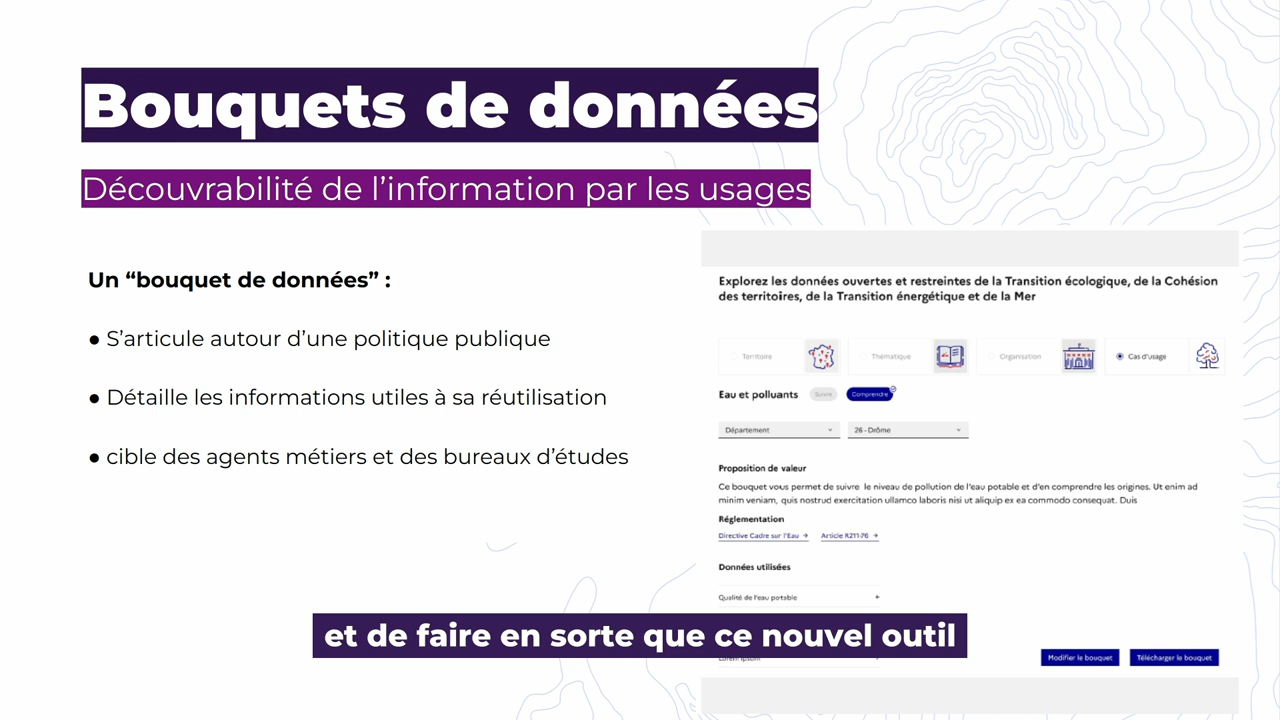 Bouquets de données
Découvrabilité de l’information par les usages
Un “bouquet de données” :
● S’articule autour d’une politique publique
● Détaille les informations utiles à sa réutilisation
● cible des agents métiers et des bureaux d’études
Explorez les données ouvertes et restreintes de la Transition écologique, de la Cohésion
des territoires, de la Transition énergétique et de la Mer
Territoire
Thématique
Organisation
Cas d'usage
Eau et polluants
Suivre
Comprendre
Département
26 - Drôme
Proposition de valeur
Ce bouquet vous permet de suivre le niveau de pollution de l'eau potable et d'en comprendre les origines. Ut enim ad
minim veniam, quis nostrud exercitation ullamco laboris nisi ut aliquip ex ea commodo consequat. Duis
Réglementation
Directive Cadre sur l'Eau →
Article R211-76 →
Données utilisées
Qualité de l'eau potable
et de faire en sorte que ce nouvel outil
Modifier le bouquet
Télécharger le bouquet